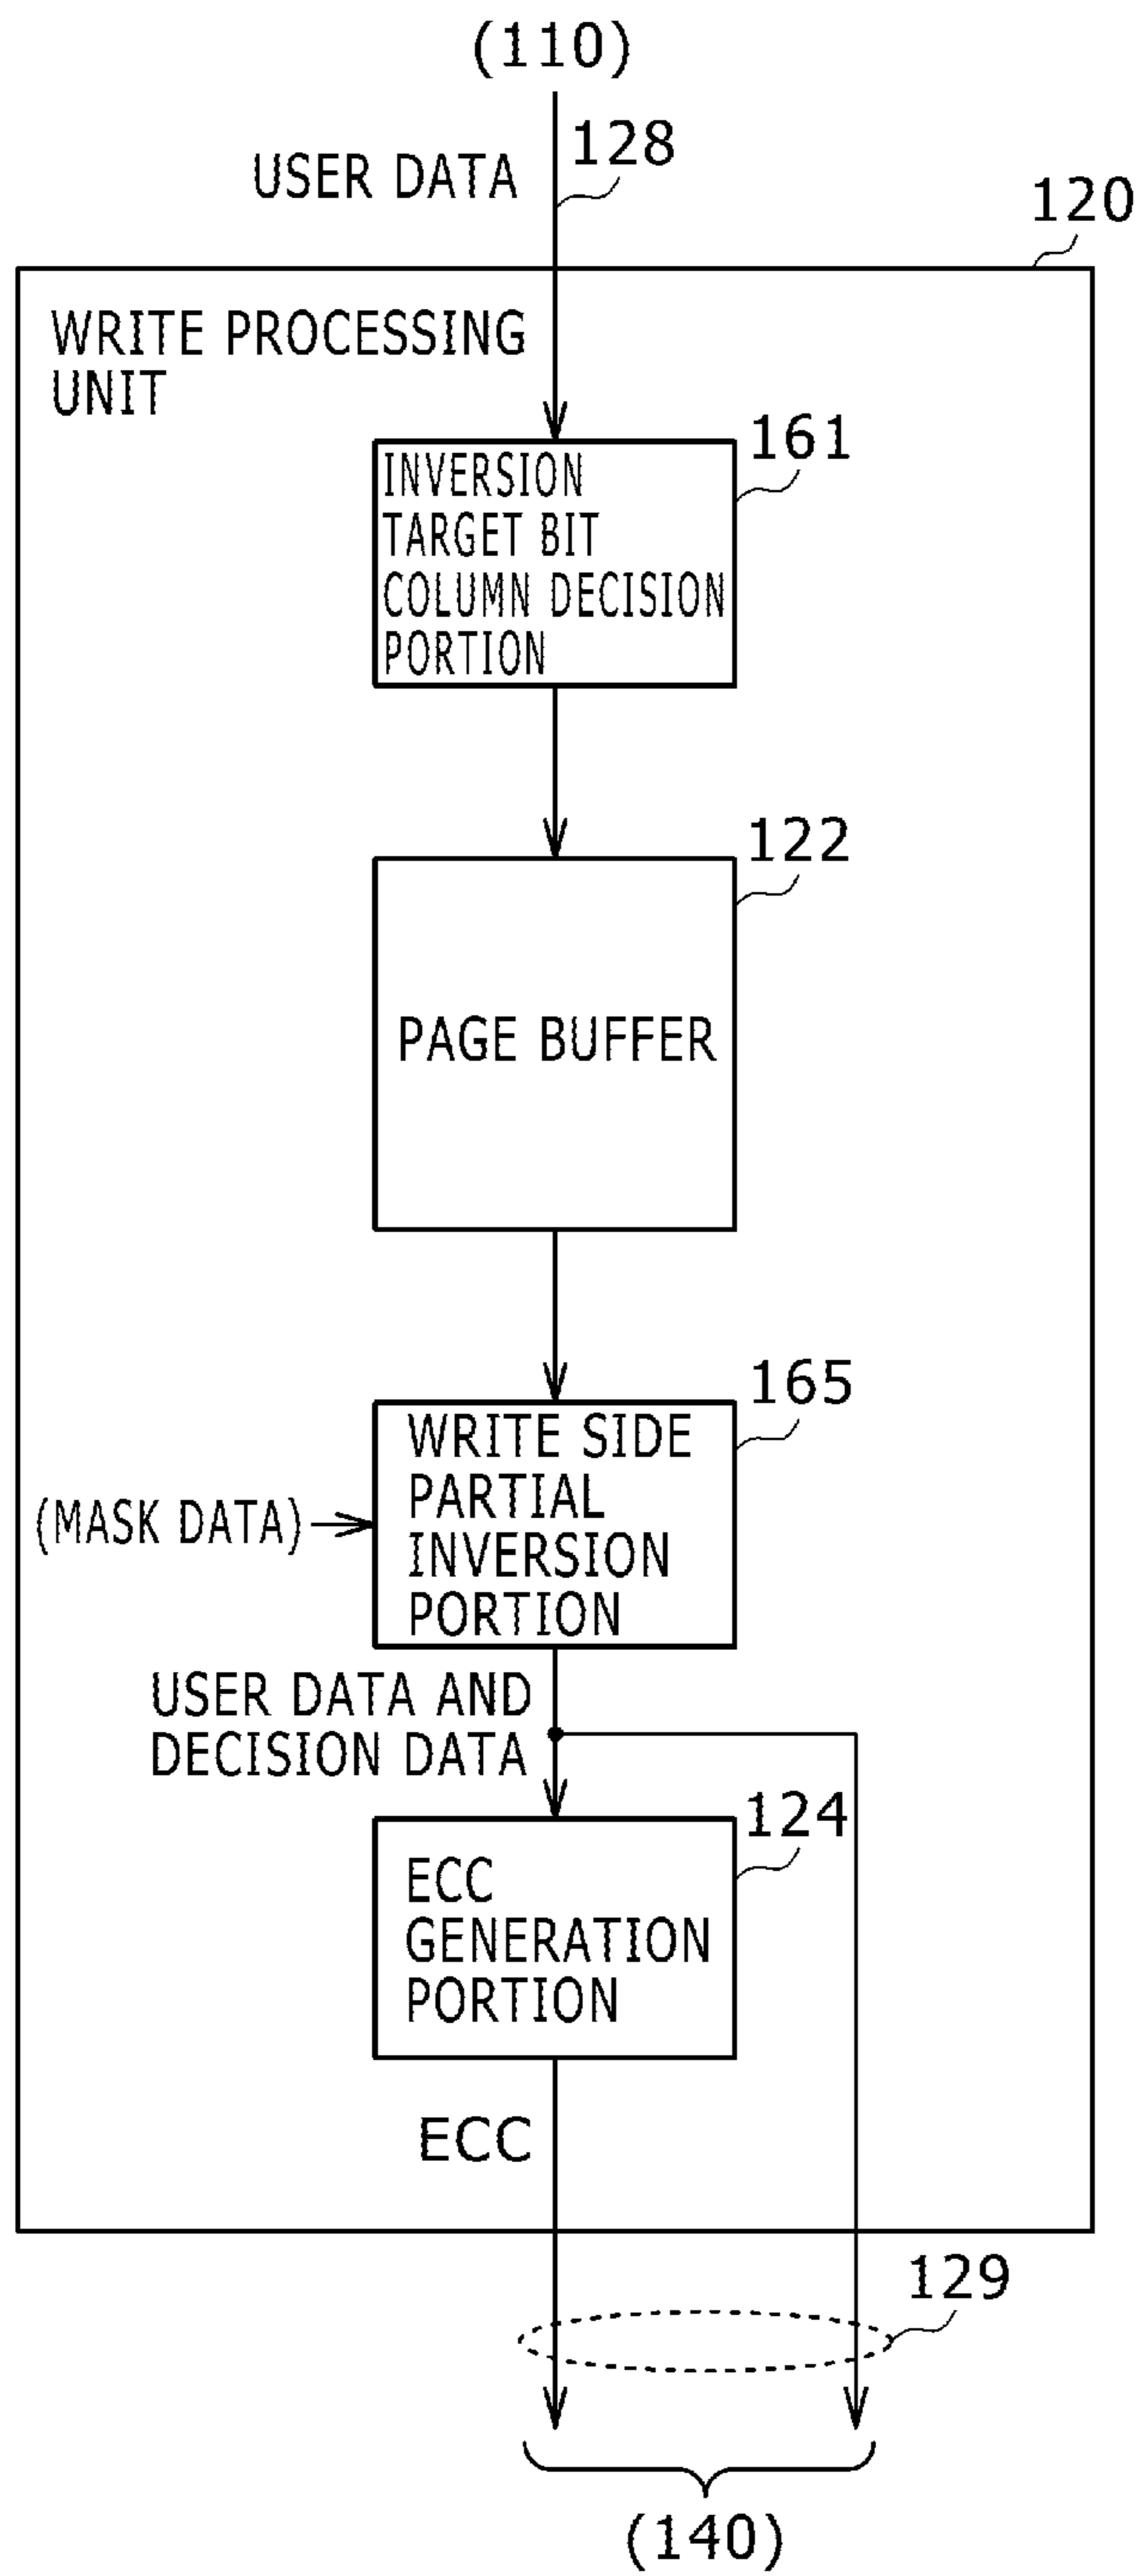 (110)
128
USER DATA
120
WRITE PROCESSING
UNIT
161
INVERSION
TARGET BIT
COLUMN DECISION
PORTION
122
PAGE BUFFER
165
WRITE SIDE
PARTIAL
INVERSION
PORTION
(MASK DATA)
USER DATA AND
DECISION DATA
124
ECC
GENERATION
PORTION
ECC
129
(140)